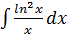 ∫ ln²x / x dx